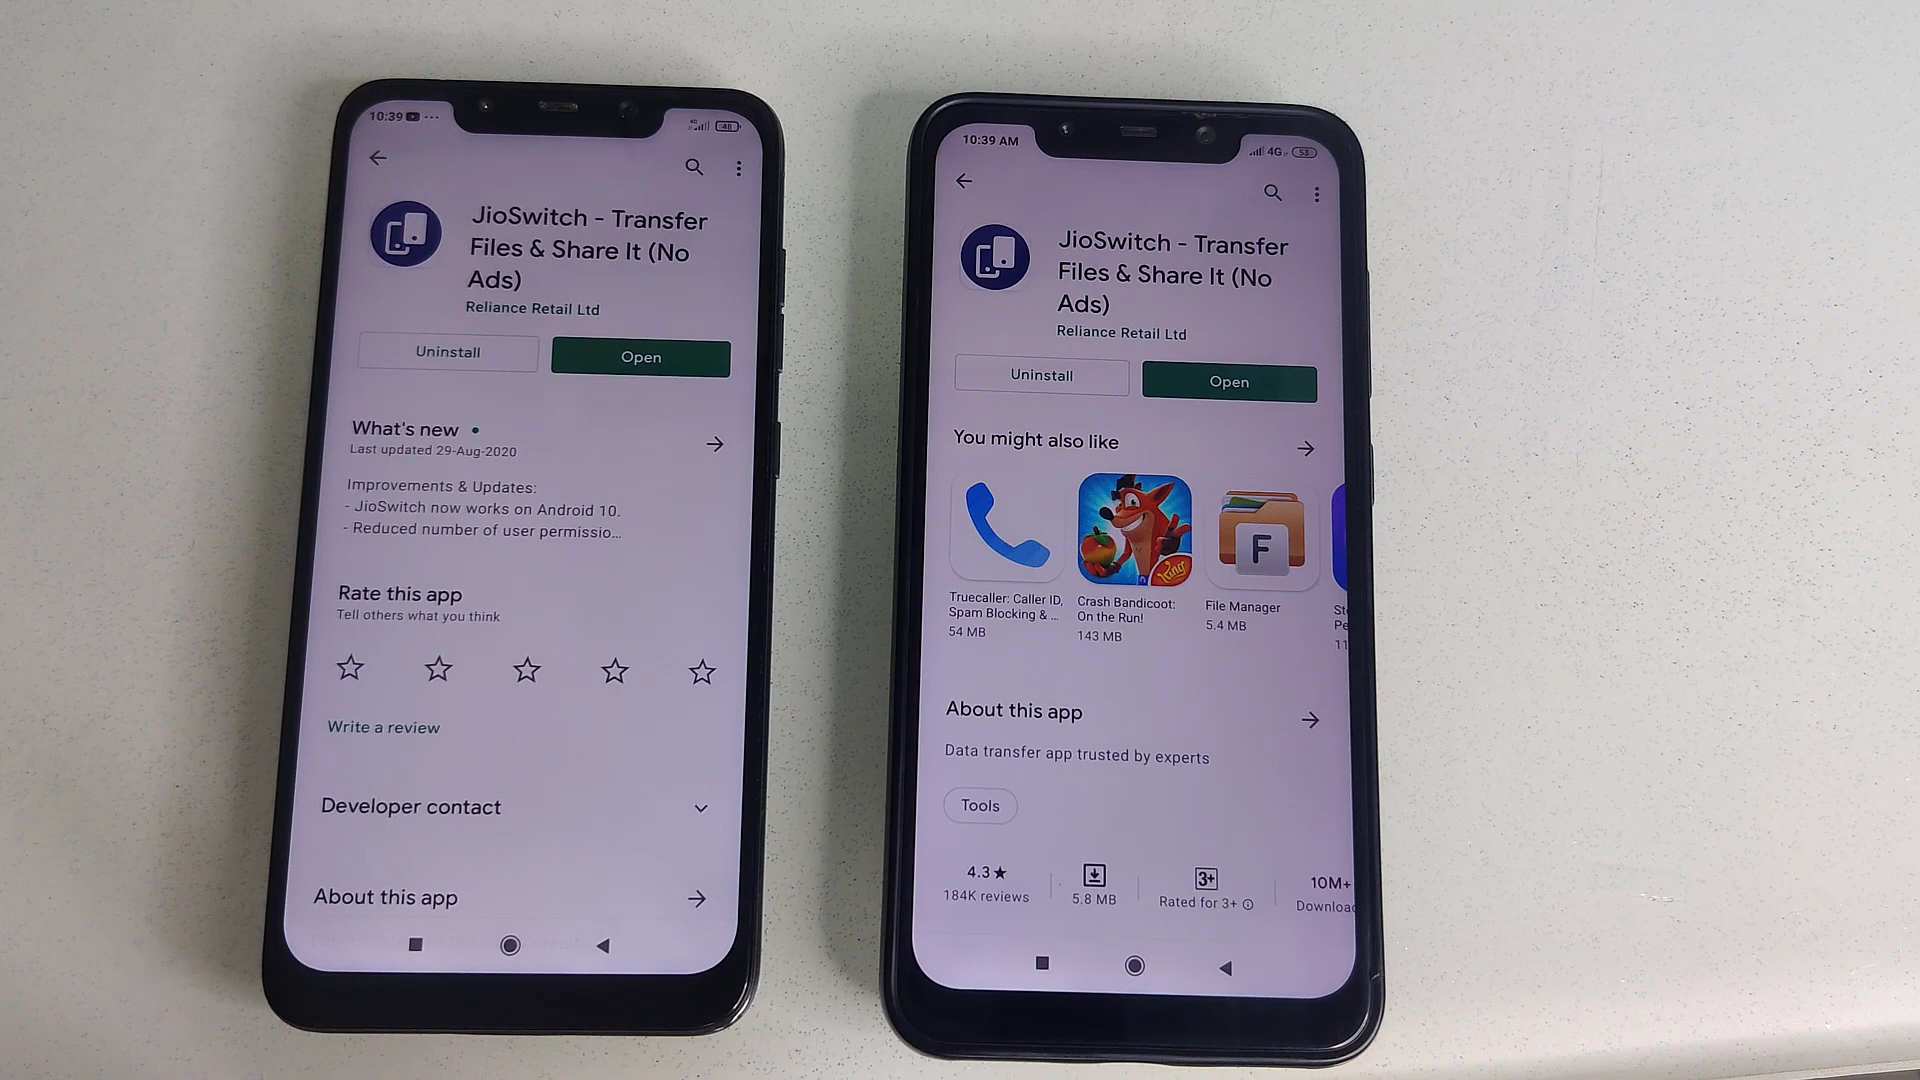 10:39
48
JioSwitch - Transfer
Files & Share It (No
Ads)
Reliance Retail Ltd
Uninstall
Open
What's new
Last updated 29-Aug-2020
Improvements & Updates:
- JioSwitch now works on Android 10.
- Reduced number of user permissio...
Rate this app
Tell others what you think
Write a review
Developer contact
About this app
10:39 AM
4G
53
JioSwitch - Transfer
Files & Share It (No
Ads)
Reliance Retail Ltd
Uninstall
Open
You might also like
F
King
Truecaller: Caller ID,
Spam Blocking & ...
54 MB
Crash Bandicoot:
On the Run!
143 MB
File Manager
5.4 MB
About this app
Data transfer app trusted by experts
Tools
4.3★
184K reviews
5.8 MB
3+
Rated for 3+
10M+